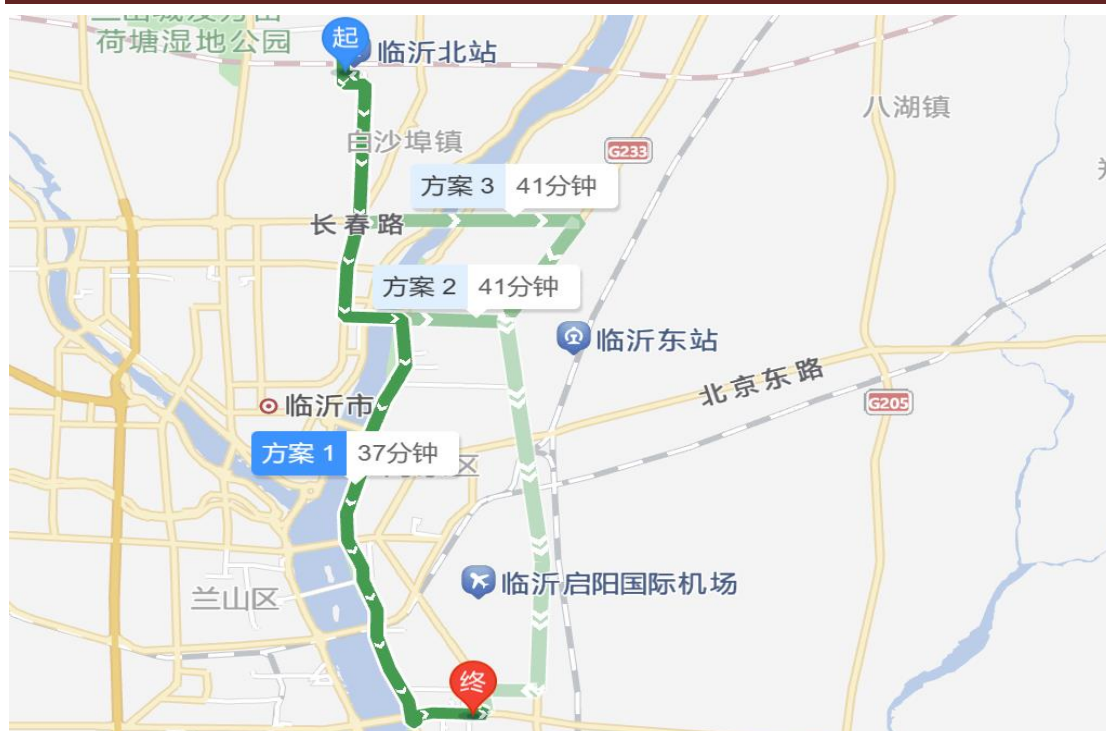 荷塘湿地公园
起
临沂北站
八湖镇
白沙埠镇
G233
方案 3 41分钟
长春路
方案 2 41分钟
临沂东站
北京东路
G205
临沂市
方案 1 37分钟
区
临沂启阳国际机场
兰山区
终